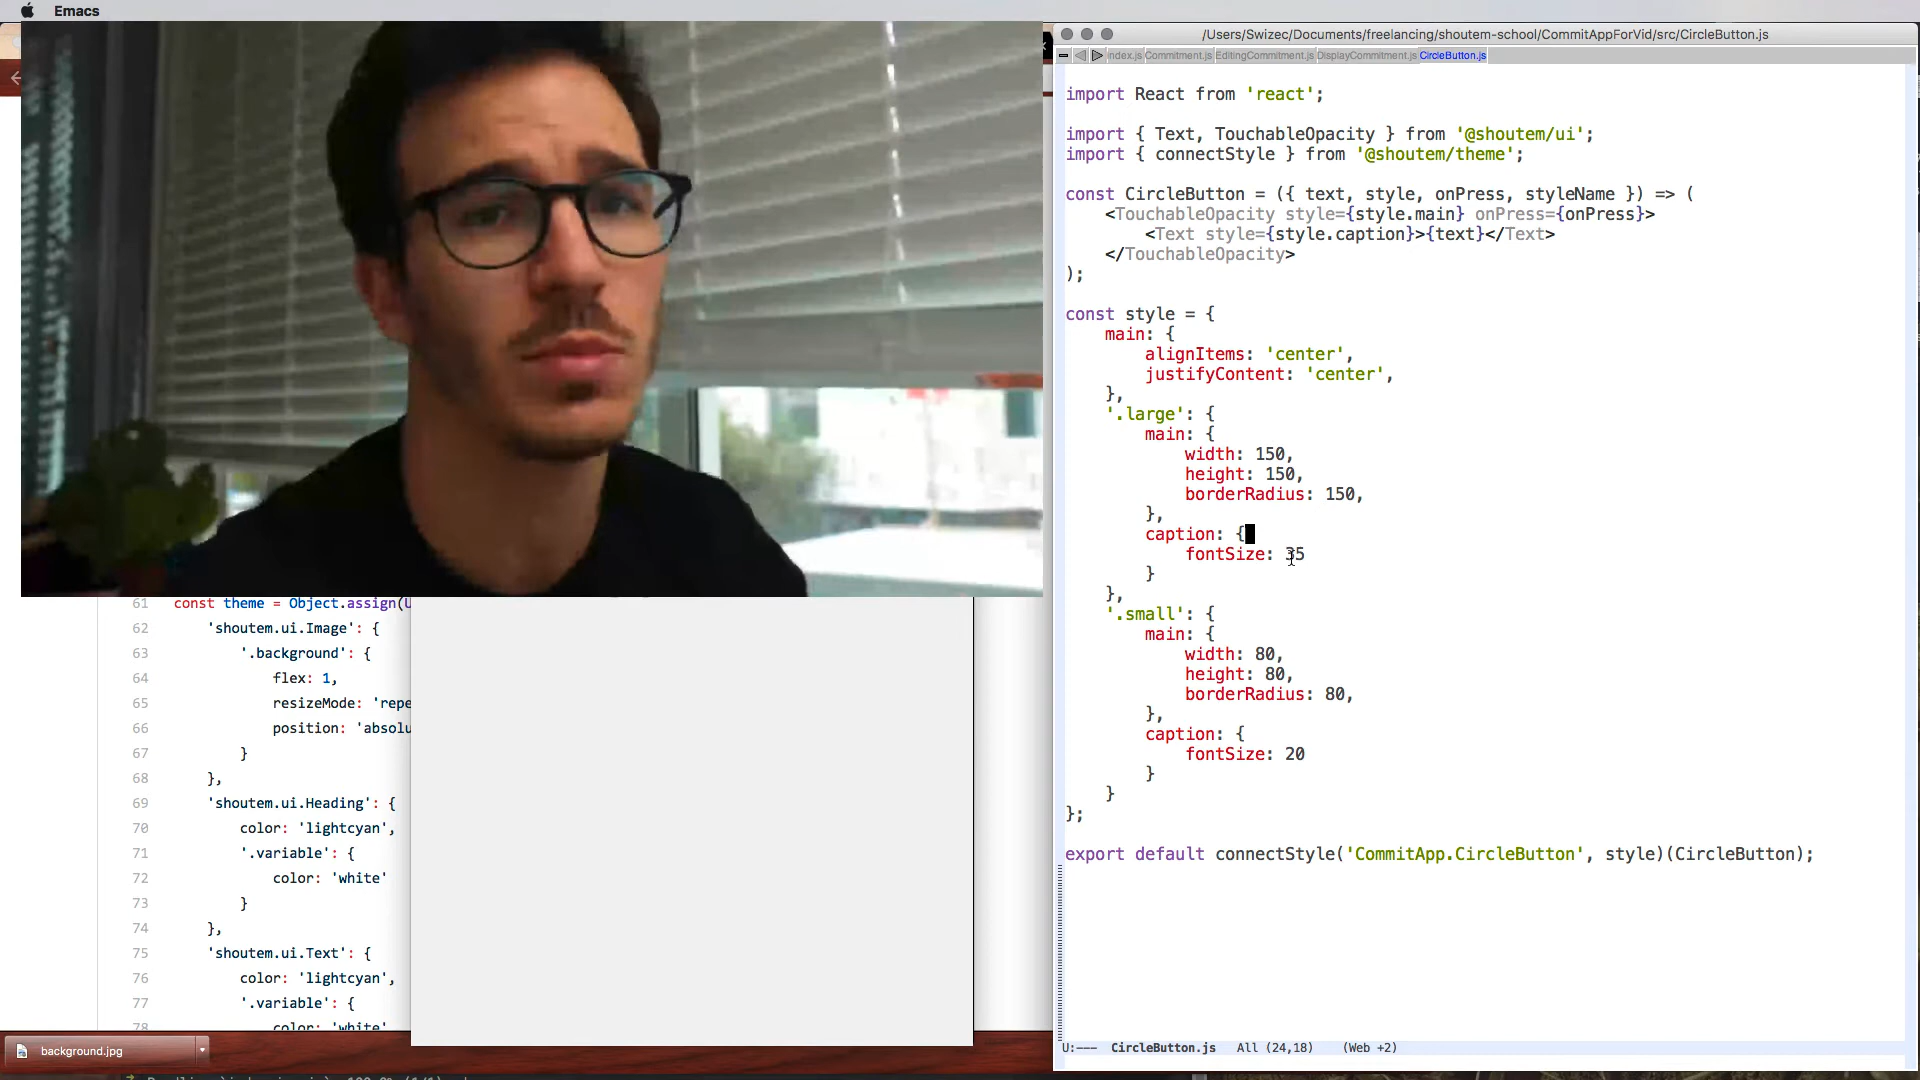 Emacs
/Users/Swizec/Documents/freelancing/shoutem-school/CommitAppForVid/src/CircleButton.js
index.js Commitment.js EditingCommitment.js DisplayCommitment.js CircleButton.js
import React from 'react';
import { Text, TouchableOpacity } from '@shoutem/ui';
import { connectStyle } from '@shoutem/theme';
const CircleButton = ({ text, style, onPress, styleName }) => (
<TouchableOpacity style={style.main} onPress={onPress}>
<Text style={style.caption}>{text}</Text>
</TouchableOpacity>
);
const style = {
main: {
alignItems: 'center',
justifyContent: 'center',
},
'.large': {
main: {
width: 150,
height: 150,
borderRadius: 150,
},
caption: {
fontSize: 35
}
},
'.small': {
main: {
width: 80,
height: 80,
borderRadius: 80,
},
caption: {
fontSize: 20
}
}
};
export default connectStyle('CommitApp.CircleButton', style)(CircleButton);
U:--- CircleButton.js All (24,18) (Web +2)
61 const theme = Object.assign(
62 'shoutem.ui.Image': {
63 '.background': {
64 flex: 1,
65 resizeMode: 'repe
66 position: 'absolu
67 }
68 },
69 'shoutem.ui.Heading': {
70 color: 'lightcyan',
71 '.variable': {
72 color: 'white'
73 }
74 },
75 'shoutem.ui.Text': {
76 color: 'lightcyan',
77 '.variable': {
78 color: 'white'
background.jpg